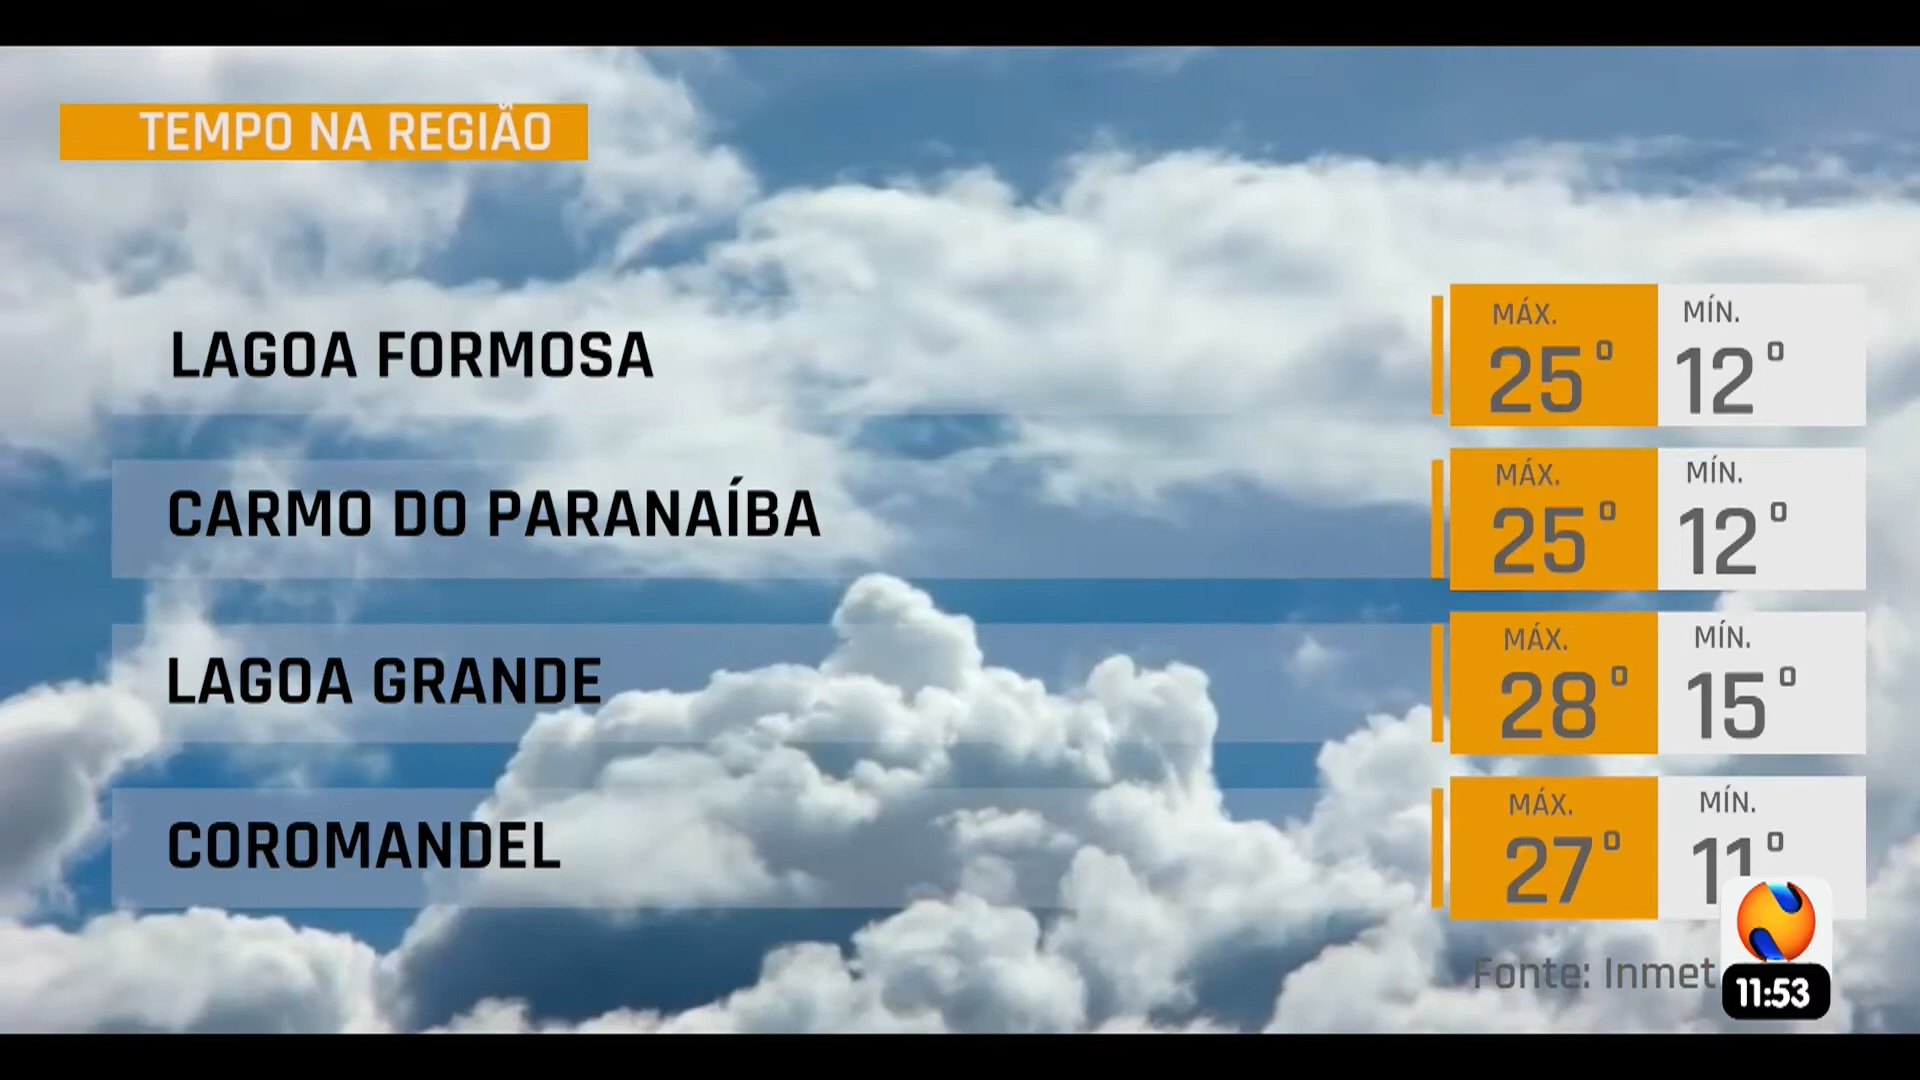 TEMPO NA REGIÃO
LAGOA FORMOSA
MÁX.
25°
MÍN.
12°
CARMO DO PARANAÍBA
MÁX.
25°
MÍN.
12°
LAGOA GRANDE
MÁX.
28°
MÍN.
15°
COROMANDEL
MÁX.
27°
MÍN.
11°
Fonte: Inmet
11:53